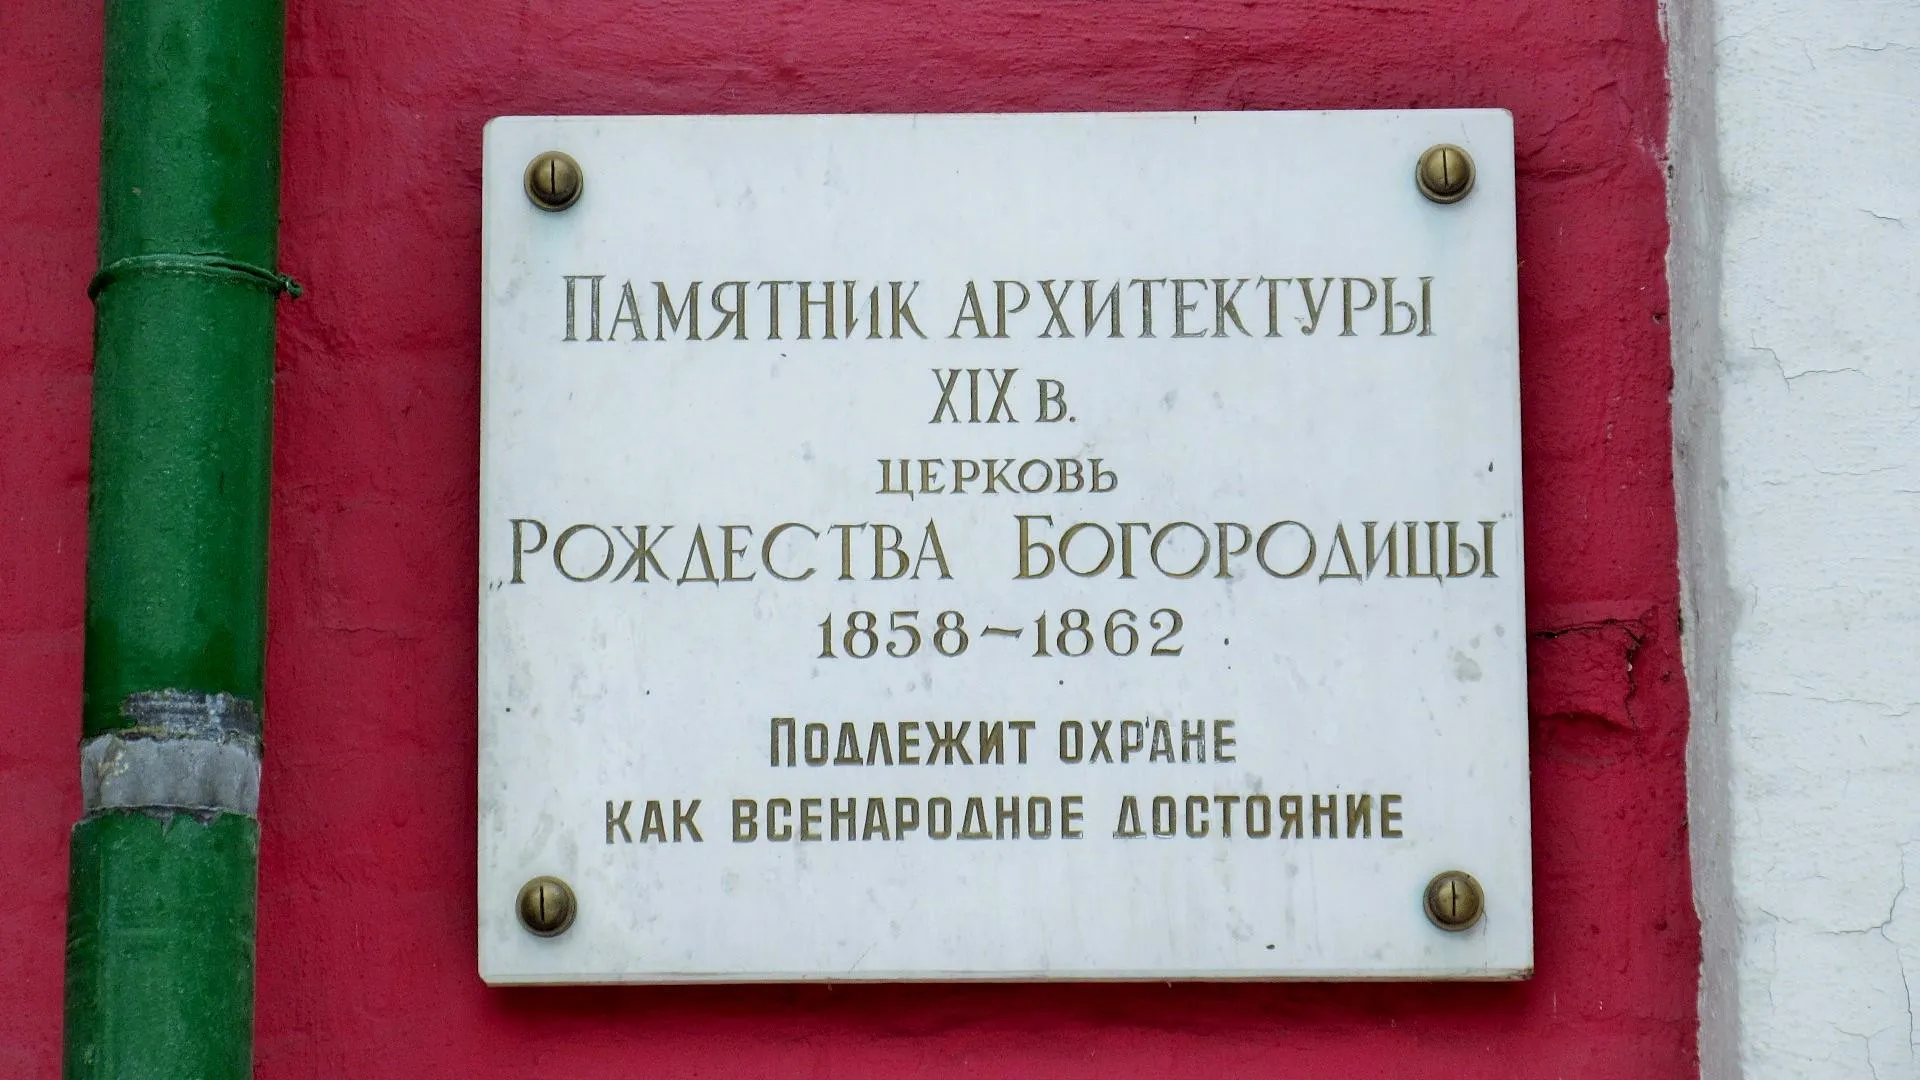 Памятник архитектуры
XIX в.
церковь
Рождества Богородицы
1858-1862
Подлежит охране
как всенародное достояние